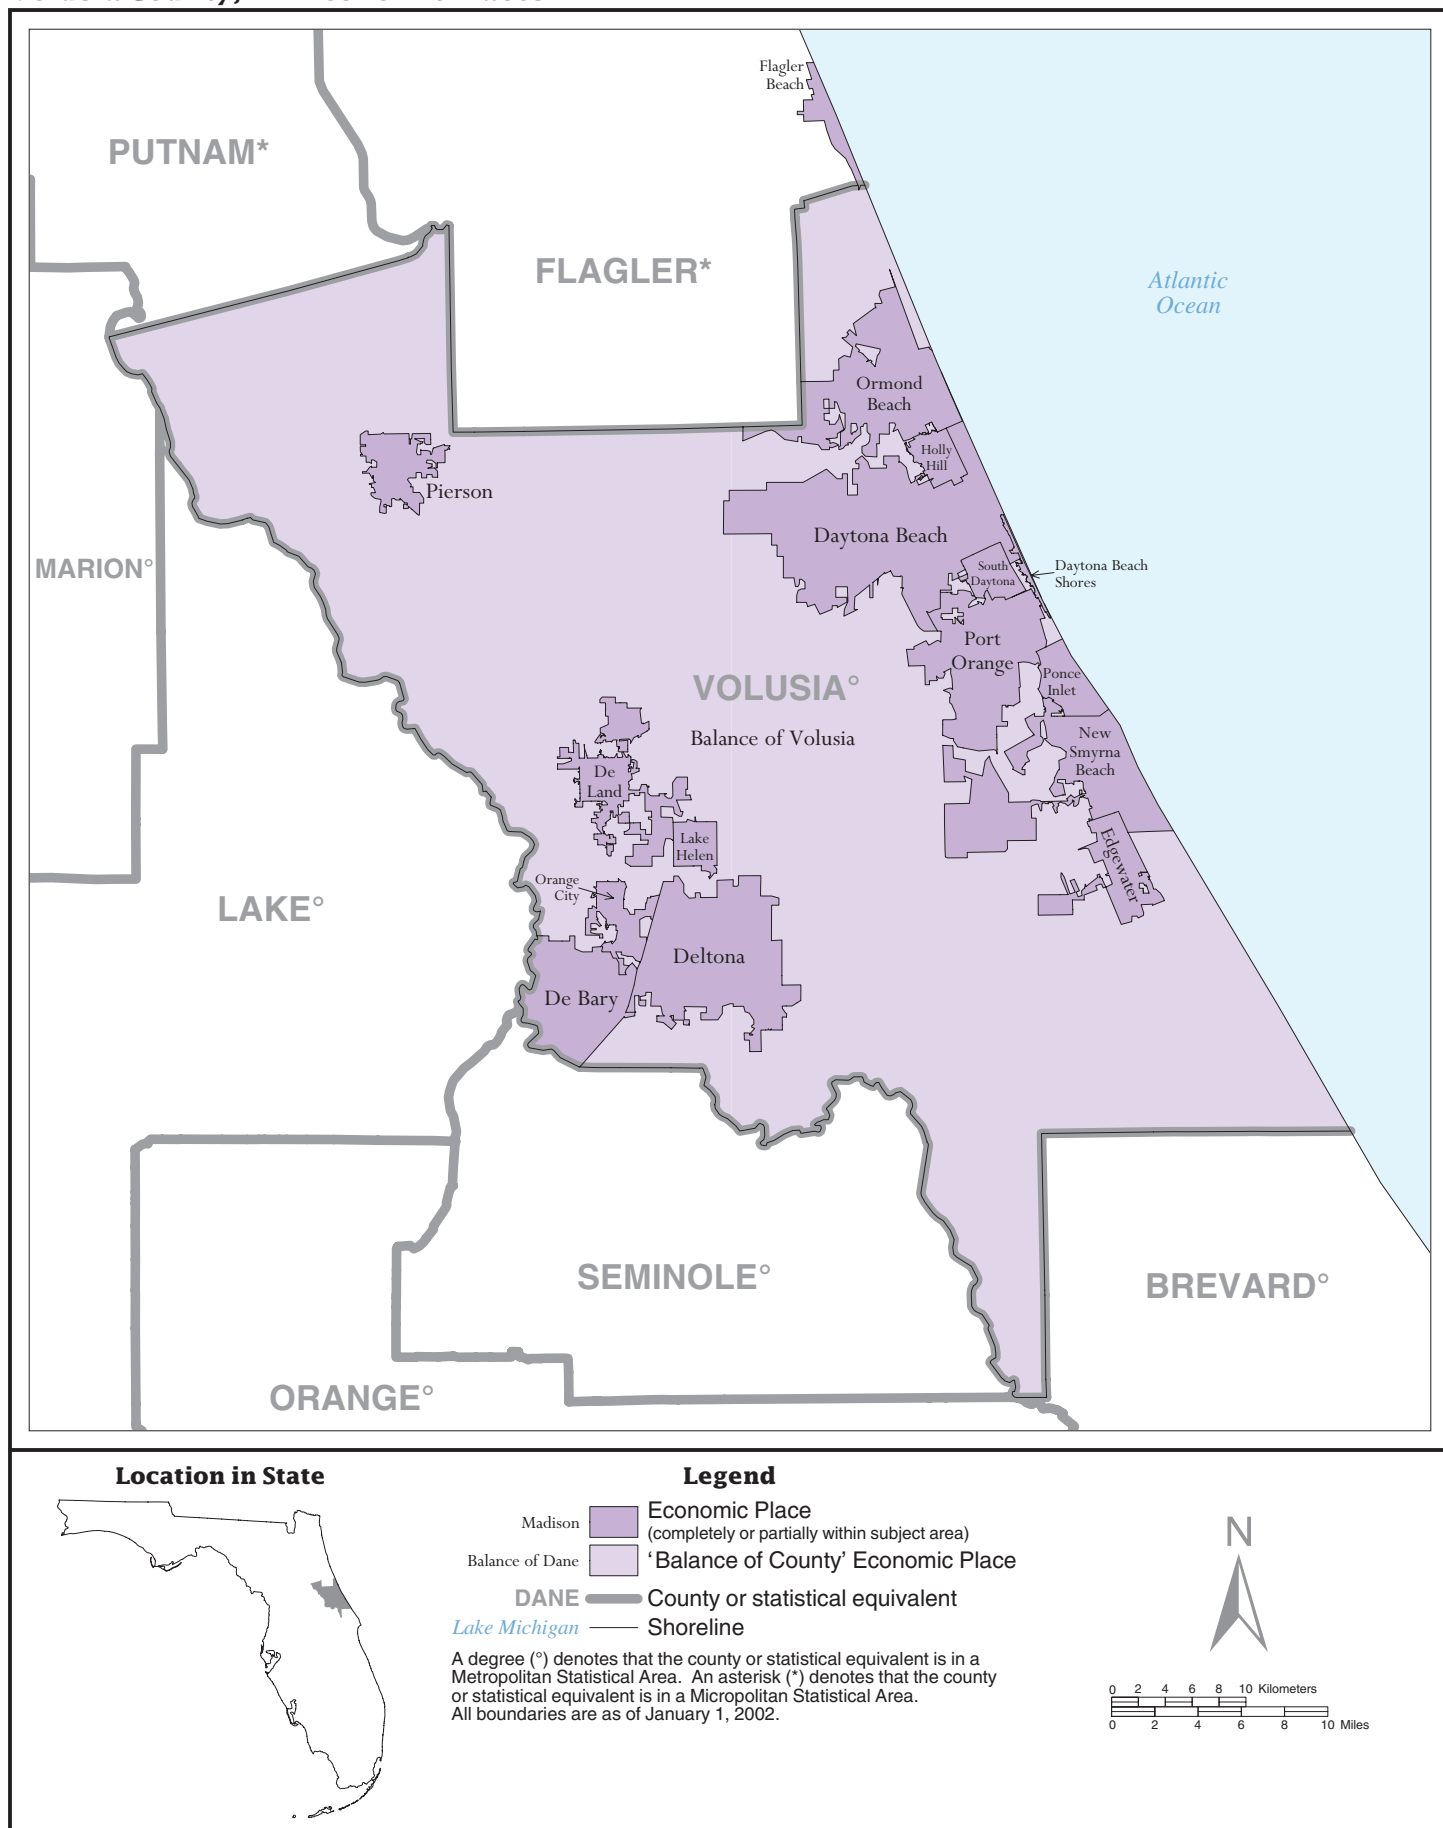 Flagler
Beach
PUTNAM*
FLAGLER*
Atlantic
Ocean
Ormond
Beach
Holly
Hill
Pierson
Daytona Beach
MARION°
South
Daytona
Daytona Beach
Shores
Port
Orange
Ponce
Inlet
VOLUSIA°
Balance of Volusia
New
Smyrna
Beach
De
Land
Lake
Helen
Edgewater
Orange
City
LAKE°
Deltona
De Bary
SEMINOLE°
BREVARD°
ORANGE°
Location in State
Legend
Madison
Economic Place
(completely or partially within subject area)
Balance of Dane
‘Balance of County’ Economic Place
DANE
County or statistical equivalent
Lake Michigan
Shoreline
A degree (°) denotes that the county or statistical equivalent is in a
Metropolitan Statistical Area. An asterisk (*) denotes that the county
or statistical equivalent is in a Micropolitan Statistical Area.
All boundaries are as of January 1, 2002.
N
0 2 4 6 8 10 Kilometers
0 2 4 6 8 10 Miles